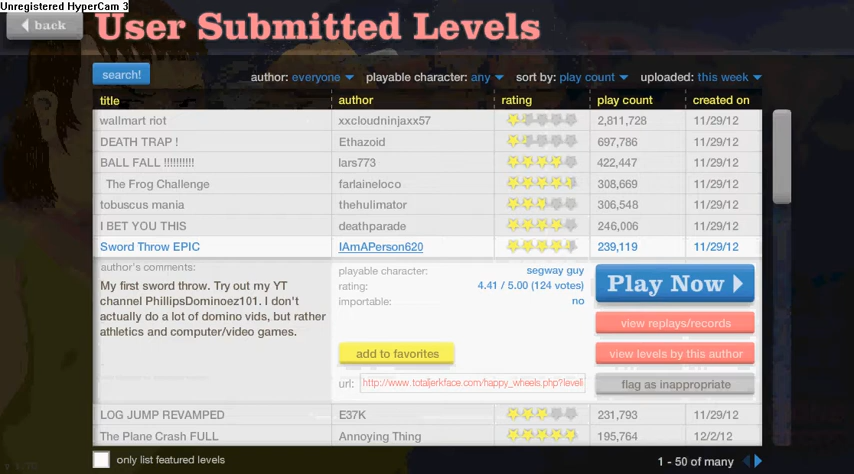 Unregistered HyperCam 3
back
User Submitted Levels
search!
author: everyone playable character: any sort by: play count uploaded: this week
title author rating play count created on
wallmart riot xxcloudninjaxx57 2,811,728 11/29/12
DEATH TRAP ! Ethazoid 697,786 11/29/12
BALL FALL !!!!!!!!!! lars773 422,447 11/29/12
The Frog Challenge farlaineloco 308,669 11/29/12
tobuscus mania thehulimator 306,548 11/29/12
I BET YOU THIS deathparade 246,006 11/29/12
Sword Throw EPIC IAmAPerson620 239,119 11/29/12
author's comments:
My first sword throw. Try out my YT
channel PhillipsDominoez101. I don't
actually do a lot of domino vids, but rather
athletics and computer/video games.
playable character: segway guy
rating: 4.41 / 5.00 (124 votes)
importable: no
add to favorites
url: http://www.totaljerkface.com/happy_wheels.php?leveli
Play Now
view replays/records
view levels by this author
flag as inappropriate
LOG JUMP REVAMPED E37K 231,793 11/29/12
The Plane Crash FULL Annoying Thing 195,764 12/2/12
only list featured levels
1 - 50 of many